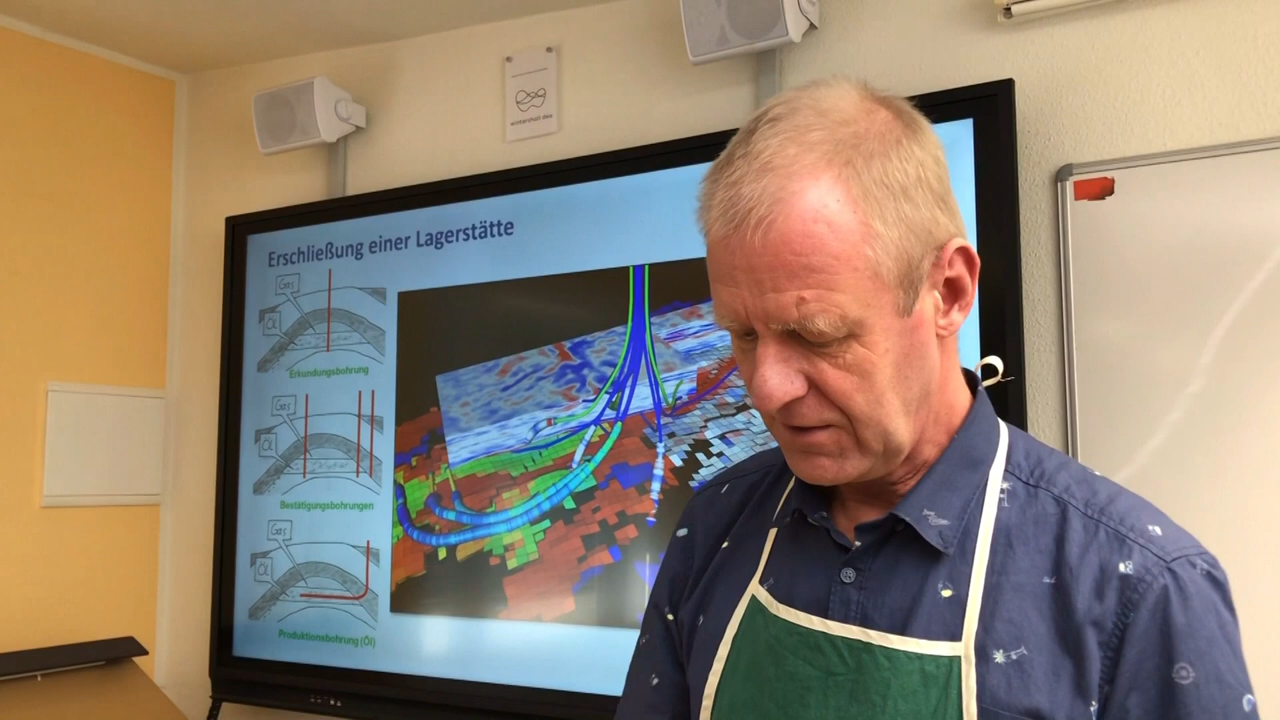 wintershall dea
Erschließung einer Lagerstätte
Gas
Öl
Erkundungsbohrung
Gas
Öl
Bestätigungsbohrungen
Gas
Öl
Produktionsbohrung (Öl)